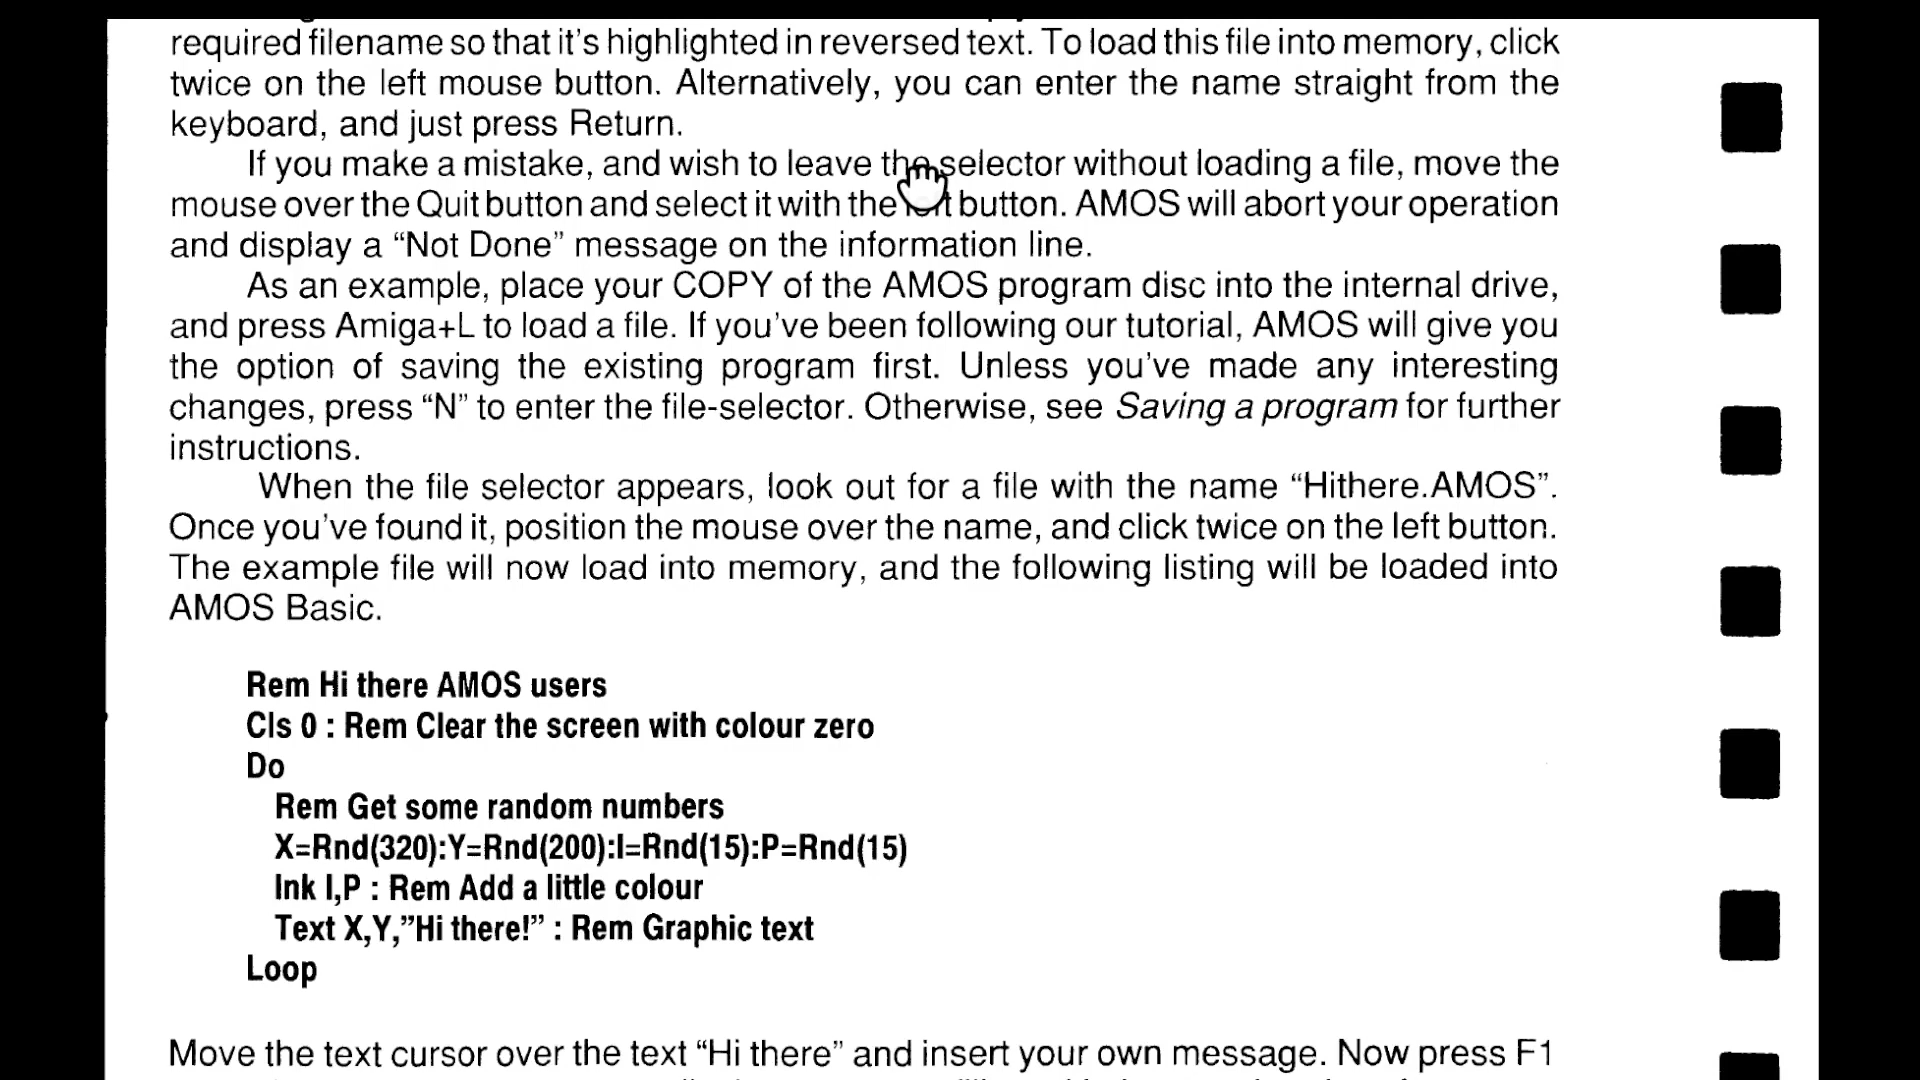 required filename so that it's highlighted in reversed text. To load this file into memory, click
twice on the left mouse button. Alternatively, you can enter the name straight from the
keyboard, and just press Return.
If you make a mistake, and wish to leave the selector without loading a file, move the
mouse over the Quit button and select it with the left button. AMOS will abort your operation
and display a “Not Done” message on the information line.
As an example, place your COPY of the AMOS program disc into the internal drive,
and press Amiga+L to load a file. If you've been following our tutorial, AMOS will give you
the option of saving the existing program first. Unless you've made any interesting
changes, press “N” to enter the file-selector. Otherwise, see Saving a program for further
instructions.
When the file selector appears, look out for a file with the name “Hithere.AMOS”.
Once you've found it, position the mouse over the name, and click twice on the left button.
The example file will now load into memory, and the following listing will be loaded into
AMOS Basic.
Rem Hi there AMOS users
Cls 0 : Rem Clear the screen with colour zero
Do
Rem Get some random numbers
X=Rnd(320):Y=Rnd(200):I=Rnd(15):P=Rnd(15)
Ink I,P : Rem Add a little colour
Text X,Y,”Hi there!” : Rem Graphic text
Loop
Move the text cursor over the text “Hi there” and insert your own message. Now press F1